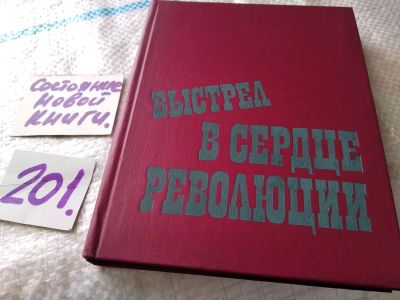 Состояние
новой
книги.
201.
ВЫСТРЕЛ
В СЕРДЦЕ
РЕВОЛЮЦИИ